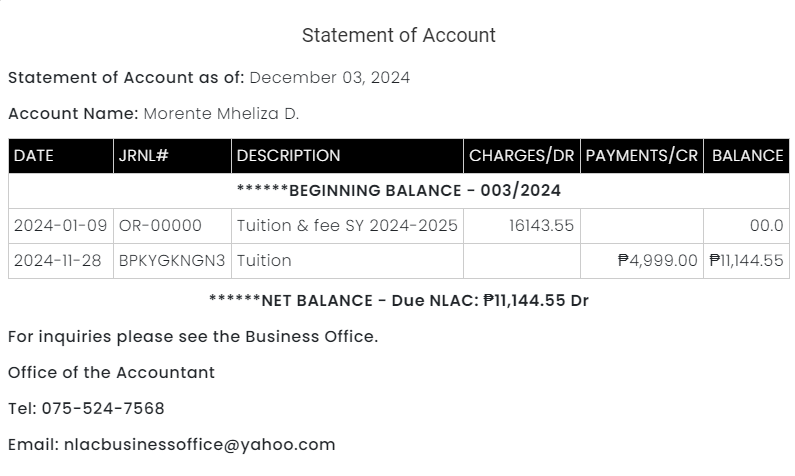 Statement of Account
Statement of Account as of: December 03, 2024
Account Name: Morente Mheliza D.
DATE JRNL# DESCRIPTION CHARGES/DR PAYMENTS/CR BALANCE
******BEGINNING BALANCE - 003/2024
2024-01-09 OR-00000 Tuition & fee SY 2024-2025 16143.55 00.0
2024-11-28 BPKYGKNGN3 Tuition ₱4,999.00 ₱11,144.55
******NET BALANCE - Due NLAC: ₱11,144.55 Dr
For inquiries please see the Business Office.
Office of the Accountant
Tel: 075-524-7568
Email: nlacbusinessoffice@yahoo.com